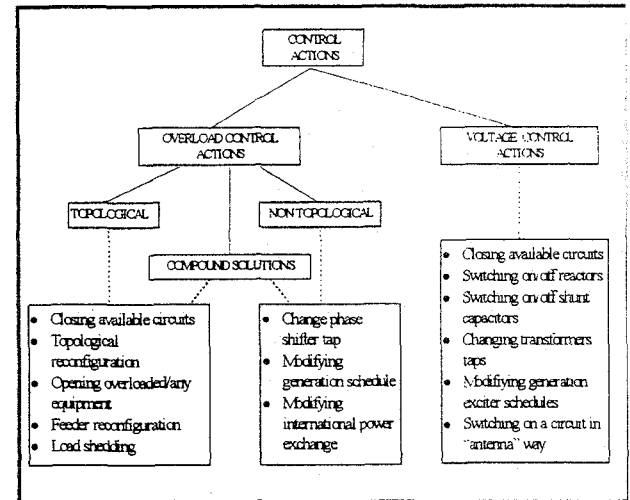 CONTROL
ACTIONS
OVERLOAD CONTROL
ACTIONS
VOLTAGE CONTROL
ACTIONS
TOPOLOGICAL
NON TOPOLOGICAL
COMPOUND SOLUTIONS
• Closing available circuits
• Topological
reconfiguration
• Opening overloaded/any
equipment
• Feeder reconfiguration
• Load shedding
• Change phase
shifter tap
• Modifying
generation schedule
• Modifying
international power
exchange
• Closing available circuits
• Switching on/off reactors
• Switching on/off shunt
capacitors
• Changing transformers
taps
• Modifiying generation
exciter schedules
• Switching on a circuit in
"antenna" way